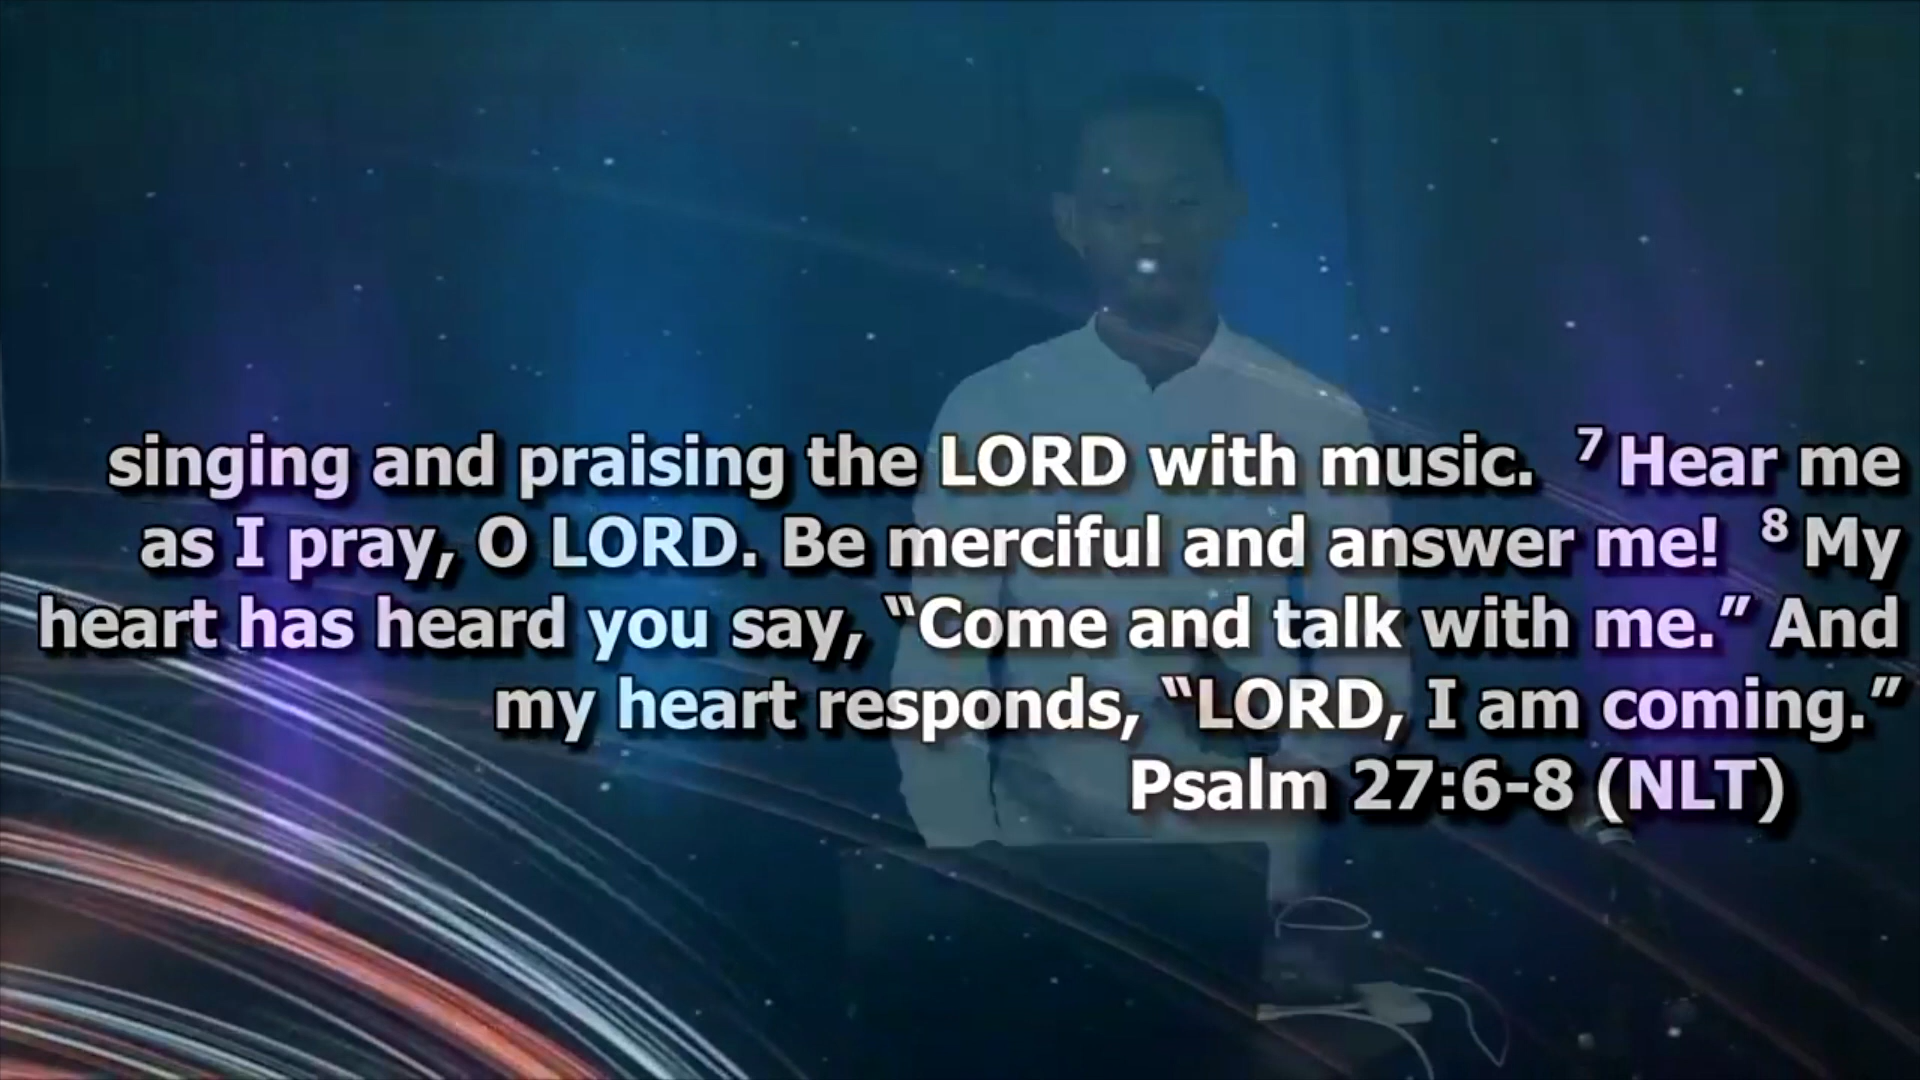 singing and praising the LORD with music. ⁷ Hear me
as I pray, O LORD. Be merciful and answer me! ⁸ My
heart has heard you say, “Come and talk with me.” And
my heart responds, “LORD, I am coming.”
Psalm 27:6-8 (NLT)